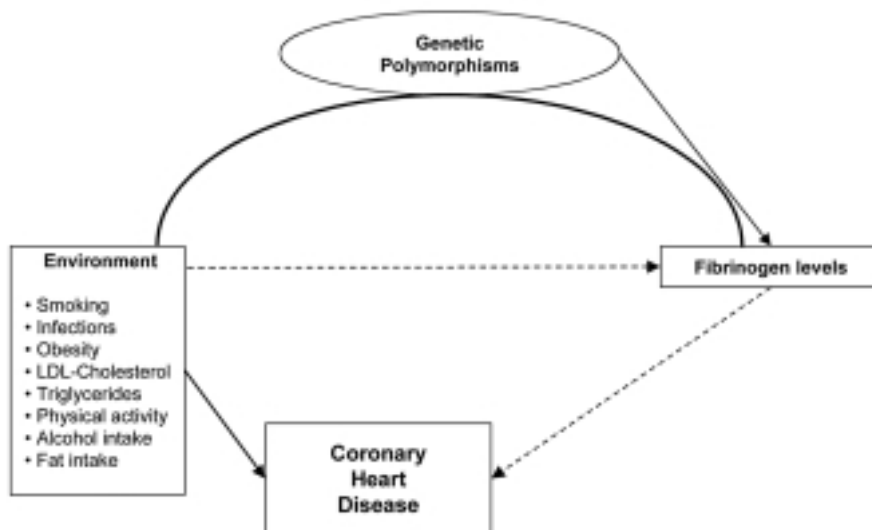 Genetic
Polymorphisms
Environment
• Smoking
• Infections
• Obesity
• LDL-Cholesterol
• Triglycerides
• Physical activity
• Alcohol intake
• Fat intake
Fibrinogen levels
Coronary
Heart
Disease